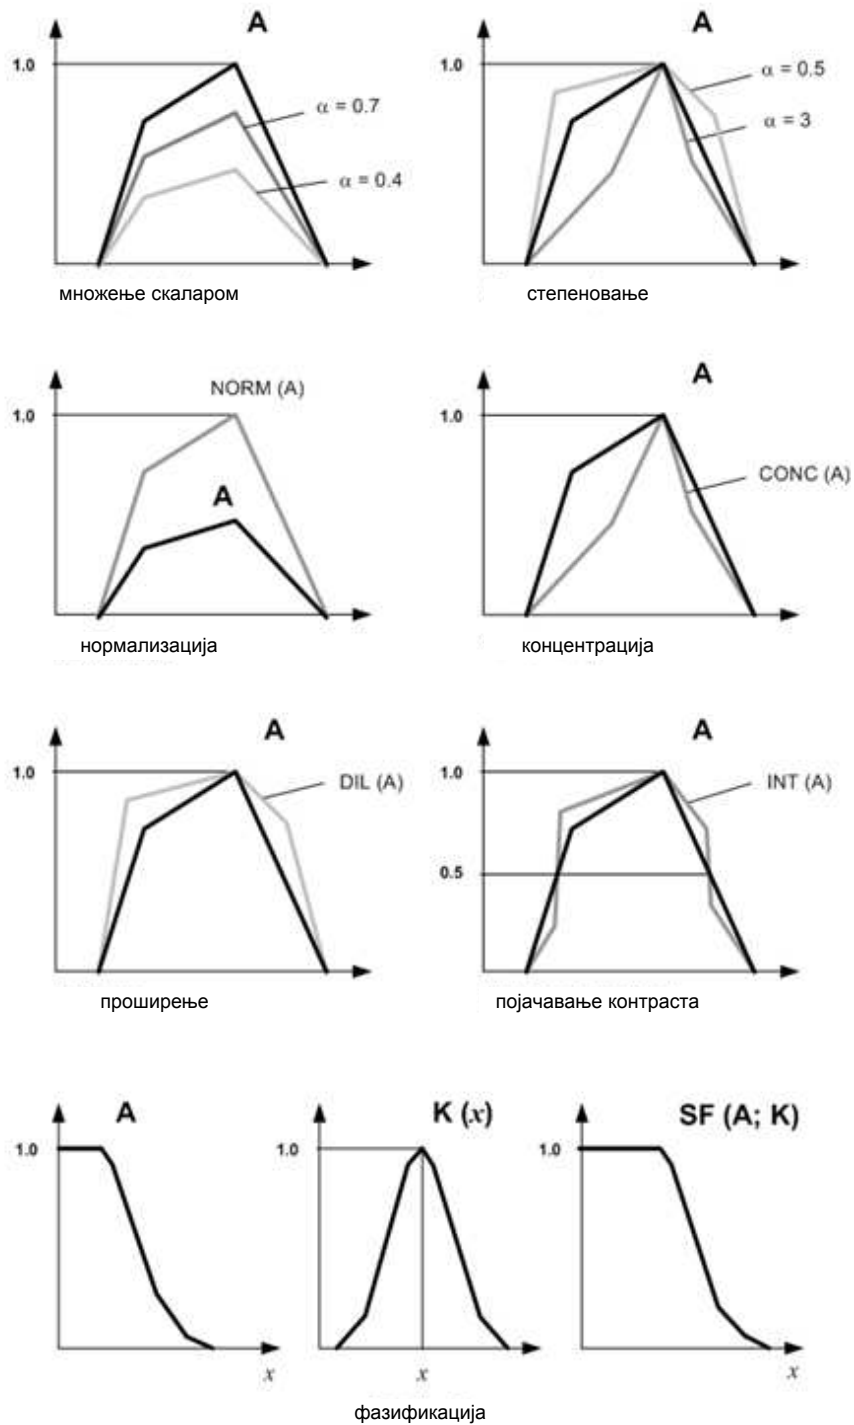 A
1.0
α = 0.7
α = 0.4
множење скаларом
A
α = 0.5
α = 3
степеновање
NORM (A)
1.0
A
нормализација
A
1.0
CONC (A)
концентрација
A
1.0
DIL (A)
проширење
A
1.0
INT (A)
0.5
појачавање контраста
A
1.0
x
K (x)
1.0
x
SF (A; K)
1.0
x
фазификација